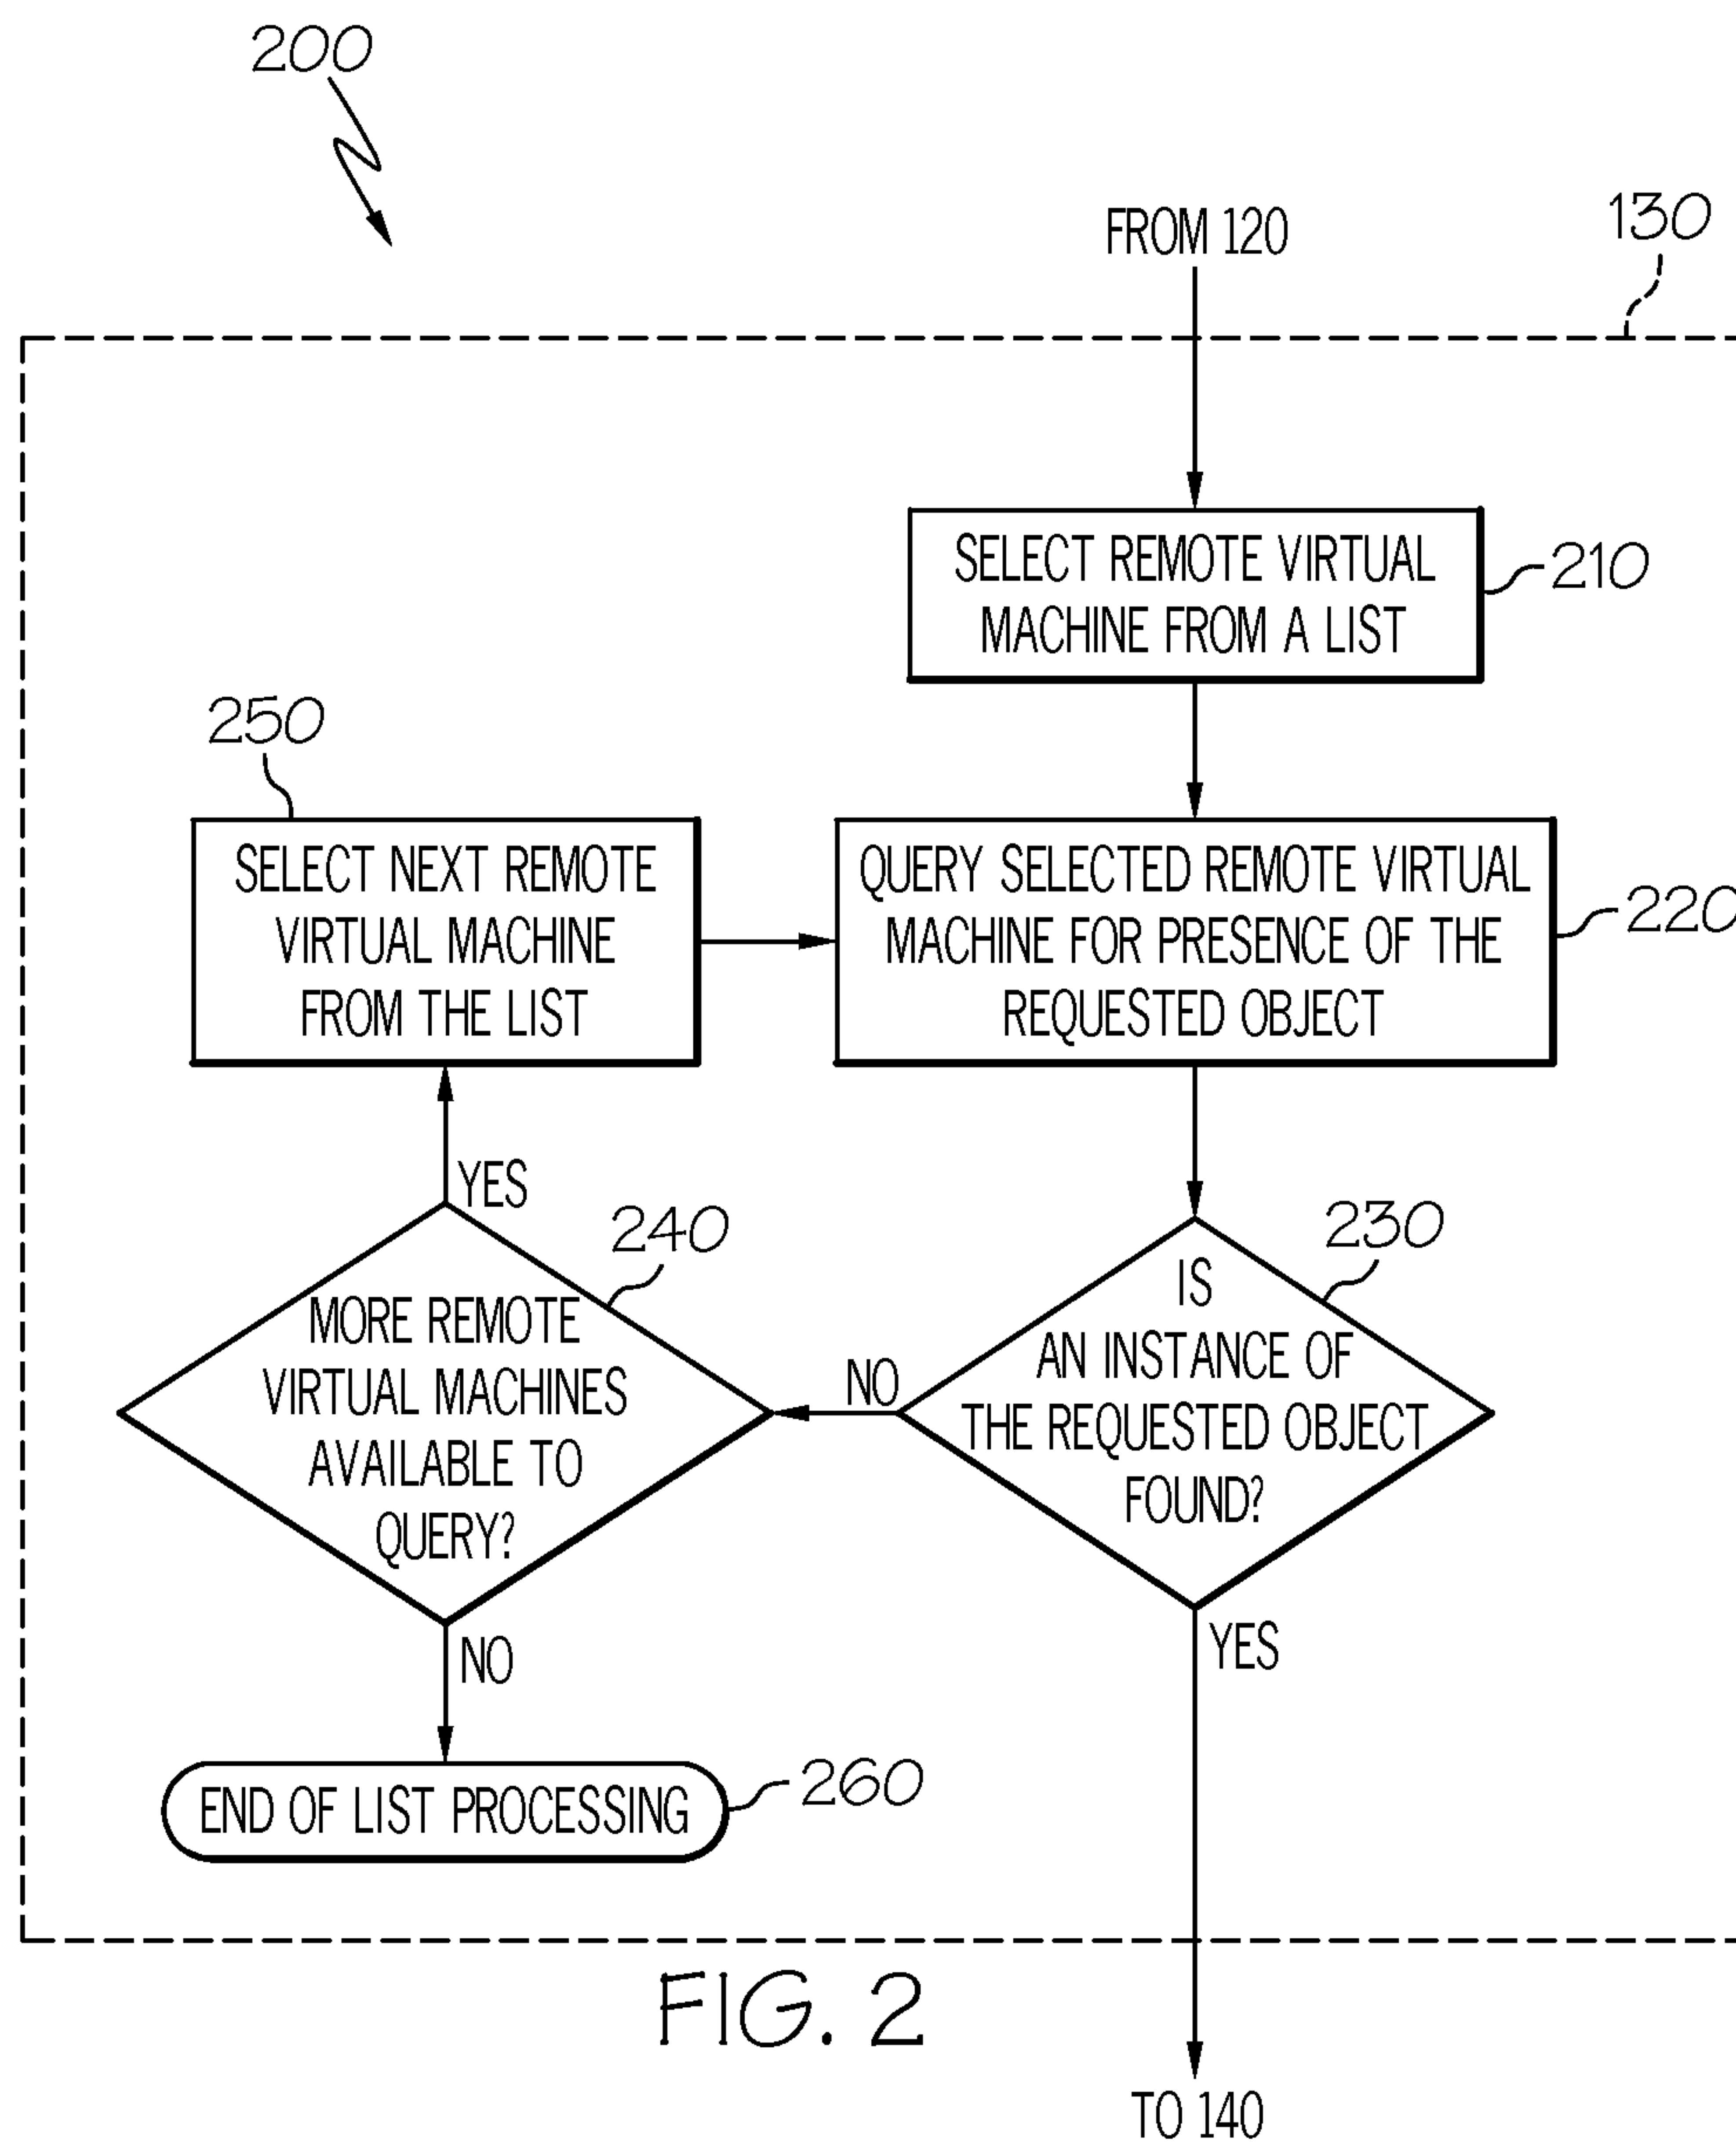 200
FROM 120
130
SELECT REMOTE VIRTUAL
MACHINE FROM A LIST
210
250
SELECT NEXT REMOTE
VIRTUAL MACHINE
FROM THE LIST
QUERY SELECTED REMOTE VIRTUAL
MACHINE FOR PRESENCE OF THE
REQUESTED OBJECT
220
YES
240
MORE REMOTE
VIRTUAL MACHINES
AVAILABLE TO
QUERY?
NO
230
IS
AN INSTANCE OF
THE REQUESTED OBJECT
FOUND?
NO
YES
END OF LIST PROCESSING
260
FIG. 2
TO 140